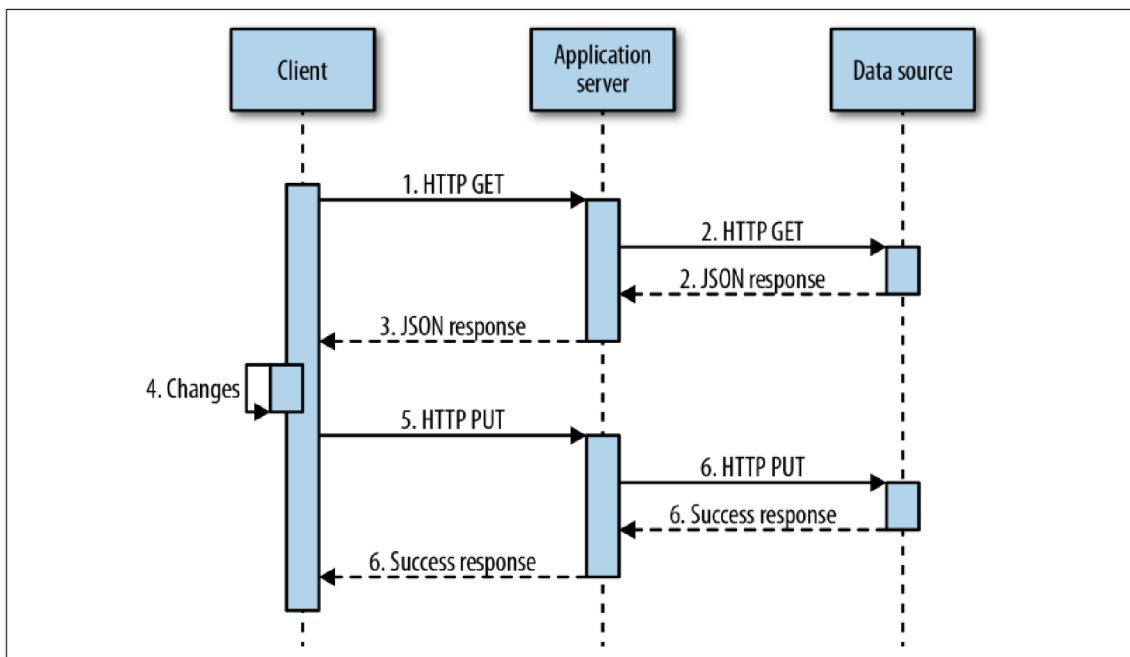 Client
Application
server
Data source
1. HTTP GET
2. HTTP GET
2. JSON response
3. JSON response
4. Changes
5. HTTP PUT
6. HTTP PUT
6. Success response
6. Success response